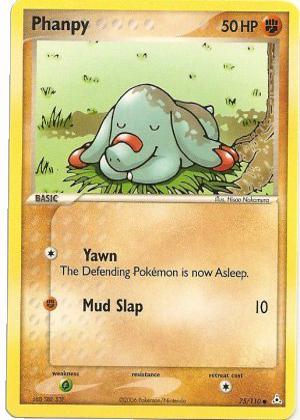 Phanpy 50 HP
BASIC Illus. Hisao Nakamura
Yawn
The Defending Pokémon is now Asleep.
Mud Slap 10
weakness resistance retreat cost
©2006 Pokémon/Nintendo 75/110